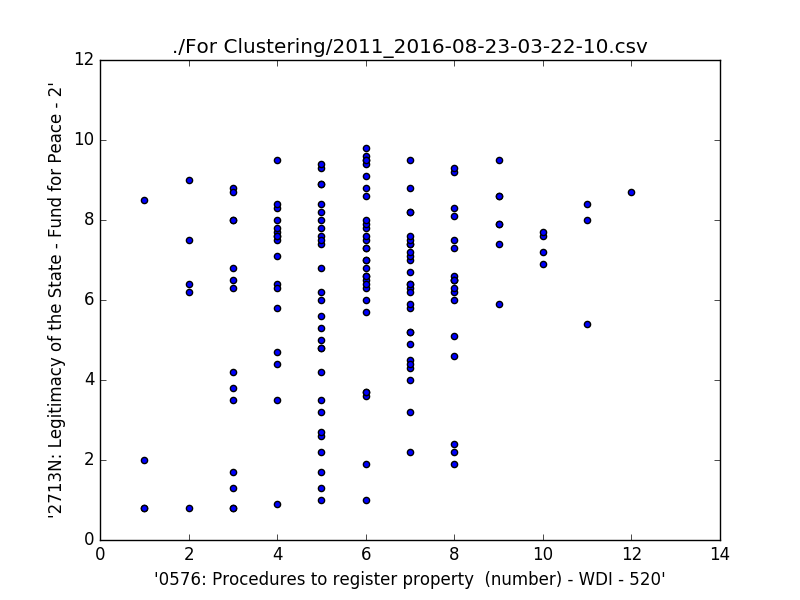 ./For Clustering/2011_2016-08-23-03-22-10.csv
'2713N: Legitimacy of the State - Fund for Peace - 2'
12
10
8
6
4
2
0
0 2 4 6 8 10 12 14
'0576: Procedures to register property  (number) - WDI - 520'